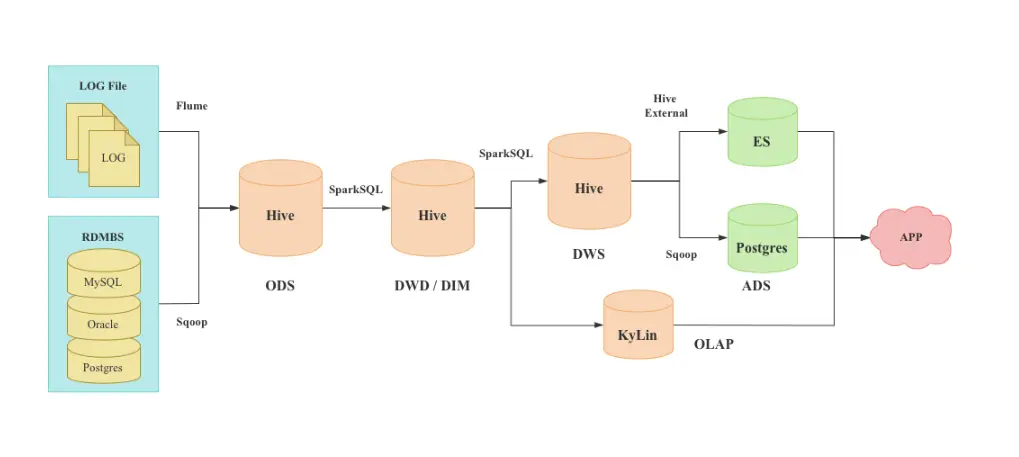 LOG File
LOG
Flume
RDMBS
MySQL
Oracle
Postgres
Sqoop
Hive
ODS
SparkSQL
Hive
DWD / DIM
SparkSQL
Hive
DWS
Hive
External
ES
Sqoop
Postgres
ADS
KyLin
OLAP
APP